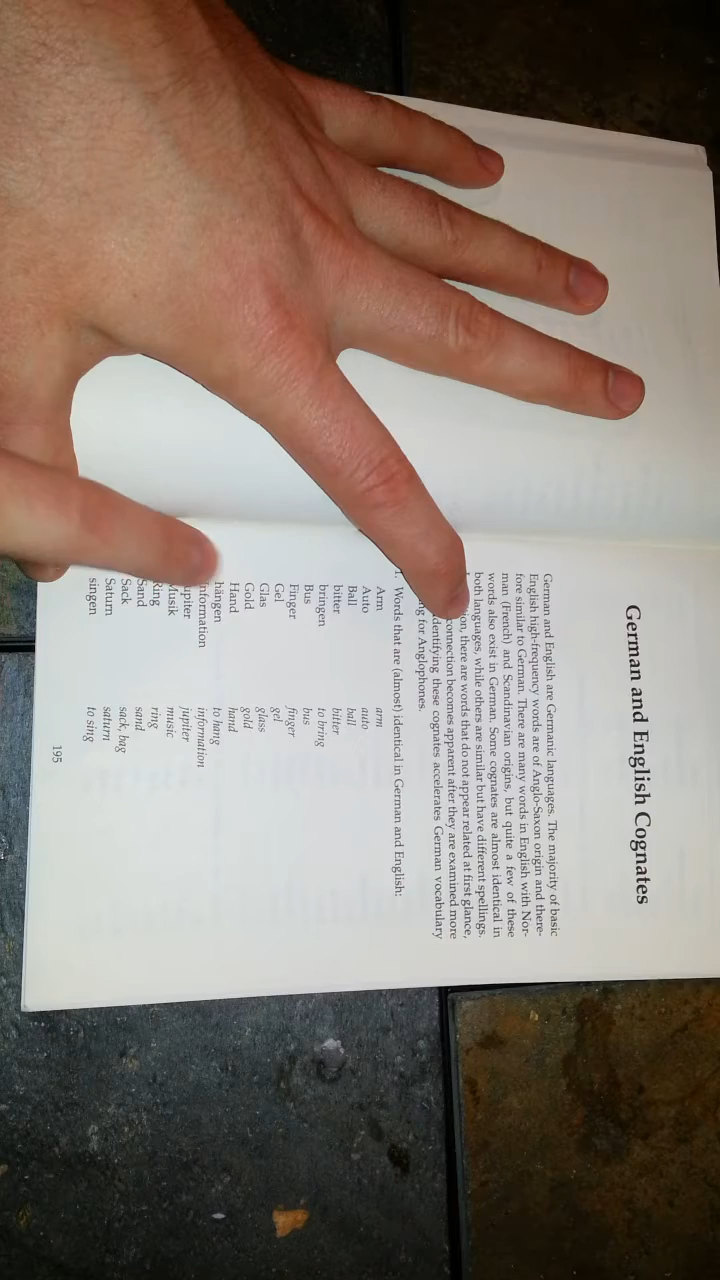 German and English Cognates
German and English are Germanic languages. The majority of basic
English high-frequency words are of Anglo-Saxon origin and there-
fore similar to German. There are many words in English with Nor-
man (French) and Scandinavian origins, but quite a few of these
words also exist in German. Some cognates are almost identical in
both languages, while others are similar but have different spellings.
there are words that do not appear related at first glance,
connection becomes apparent after they are examined more
identifying these cognates accelerates German vocabulary
for Anglophones.
1. Words that are (almost) identical in German and English:
Arm arm
Auto auto
Ball ball
bitter bitter
bringen to bring
Bus bus
Finger finger
Gel gel
Glas glass
Gold gold
Hand hand
hängen to hang
Information information
Jupiter jupiter
Musik music
Ring ring
Sand sand
Sack sack, bag
Saturn saturn
singen to sing
195